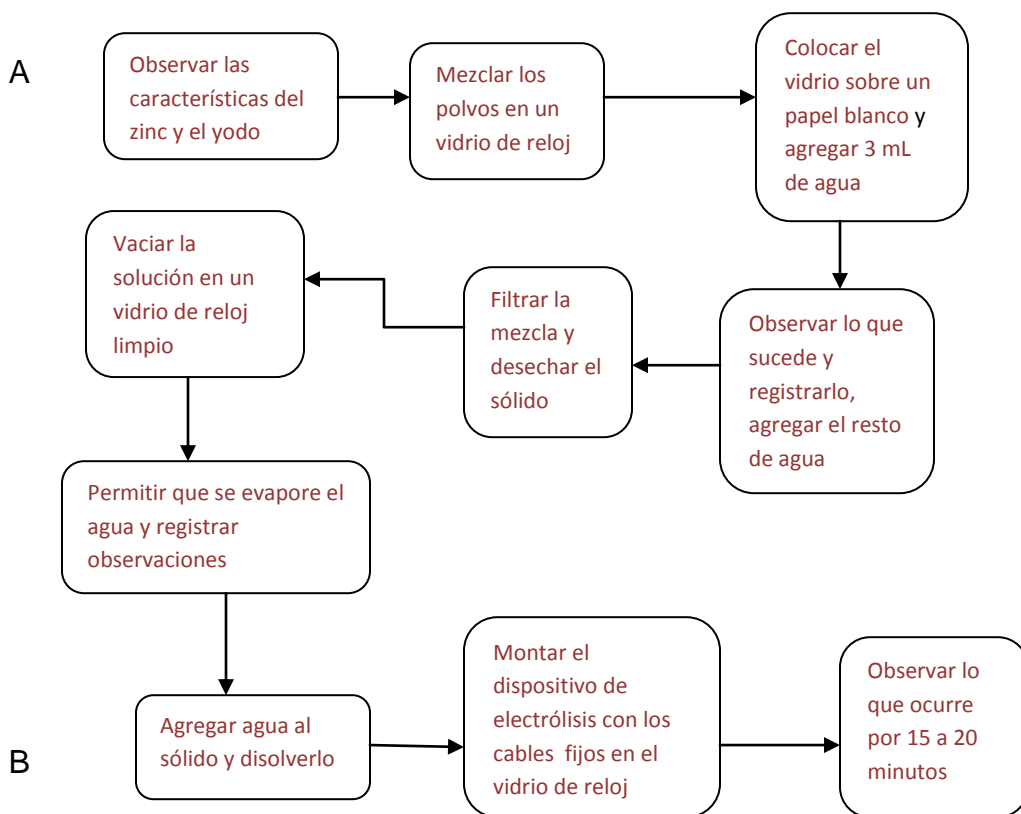 A
Observar las
características del
zinc y el yodo
Mezclar los
polvos en un
vidrio de reloj
Colocar el
vidrio sobre un
papel blanco y
agregar 3 mL
de agua
Observar lo que
sucede y
registrarlo,
agregar el resto
de agua
Filtrar la
mezcla y
desechar el
sólido
Vaciar la
solución en un
vidrio de reloj
limpio
Permitir que se evapore el
agua y registrar
observaciones
B
Agregar agua al
sólido y disolverlo
Montar el
dispositivo de
electrólisis con los
cables fijos en el
vidrio de reloj
Observar lo
que ocurre
por 15 a 20
minutos